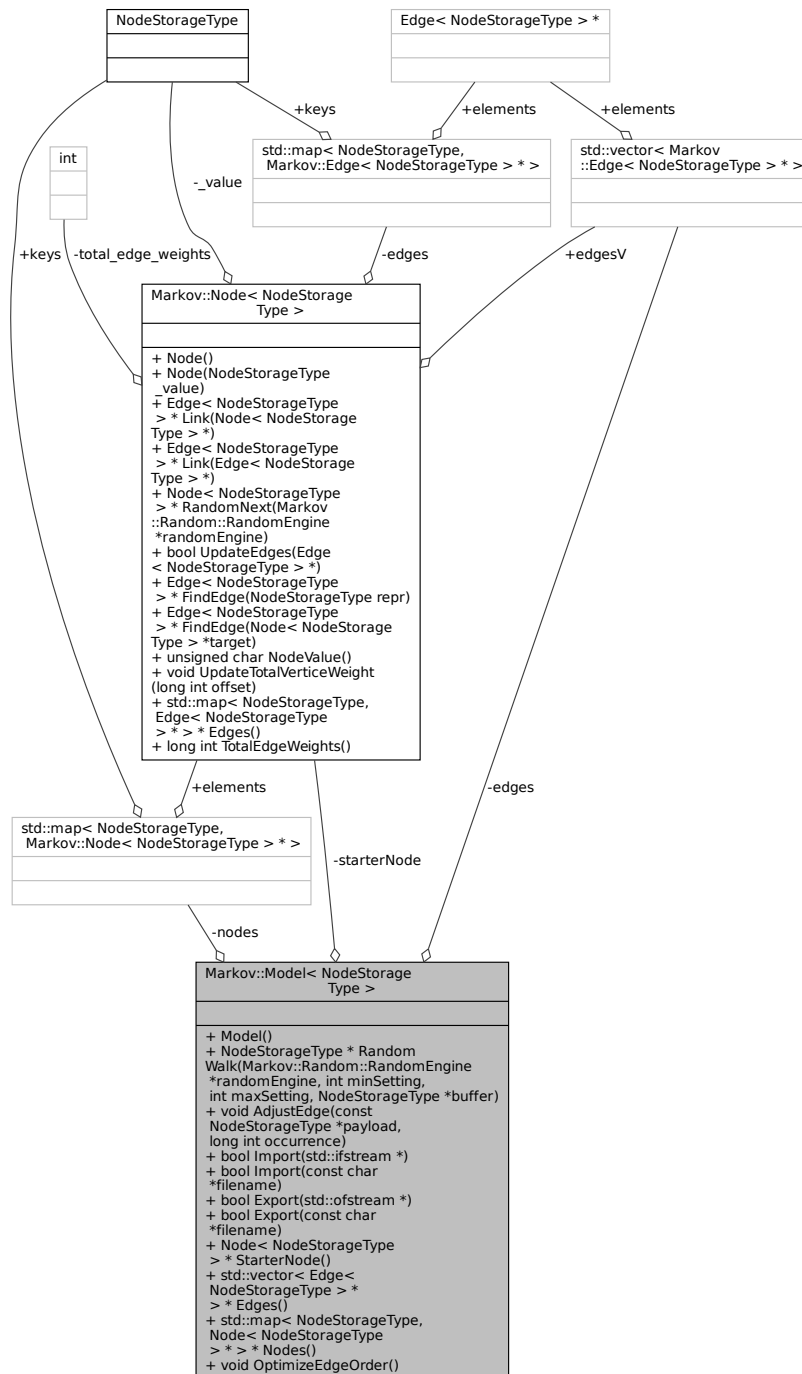 NodeStorageType
Edge< NodeStorageType > *
+keys
+elements
+elements
int
std::map< NodeStorageType,
Markov::Edge< NodeStorageType > * >
std::vector< Markov
::Edge< NodeStorageType > * >
-_value
+keys
-total_edge_weights
-edges
+edgesV
Markov::Node< NodeStorage
Type >
+ Node()
+ Node(NodeStorageType
_value)
+ Edge< NodeStorageType
> * Link(Node< NodeStorage
Type > *)
+ Edge< NodeStorageType
> * Link(Edge< NodeStorage
Type > *)
+ Node< NodeStorageType
> * RandomNext(Markov
::Random::RandomEngine
*randomEngine)
+ bool UpdateEdges(Edge
< NodeStorageType > *)
+ Edge< NodeStorageType
> * FindEdge(NodeStorageType repr)
+ Edge< NodeStorageType
> * FindEdge(Node< NodeStorage
Type > *target)
+ unsigned char NodeValue()
+ void UpdateTotalVerticeWeight
(long int offset)
+ std::map< NodeStorageType,
Edge< NodeStorageType
> * > * Edges()
+ long int TotalEdgeWeights()
+elements
-edges
std::map< NodeStorageType,
Markov::Node< NodeStorageType > * >
-starterNode
-nodes
Markov::Model< NodeStorage
Type >
+ Model()
+ NodeStorageType * Random
Walk(Markov::Random::RandomEngine
*randomEngine, int minSetting,
int maxSetting, NodeStorageType *buffer)
+ void AdjustEdge(const
NodeStorageType *payload,
long int occurrence)
+ bool Import(std::ifstream *)
+ bool Import(const char
*filename)
+ bool Export(std::ofstream *)
+ bool Export(const char
*filename)
+ Node< NodeStorageType
> * StarterNode()
+ std::vector< Edge<
NodeStorageType > *
> * Edges()
+ std::map< NodeStorageType,
Node< NodeStorageType
> * > * Nodes()
+ void OptimizeEdgeOrder()